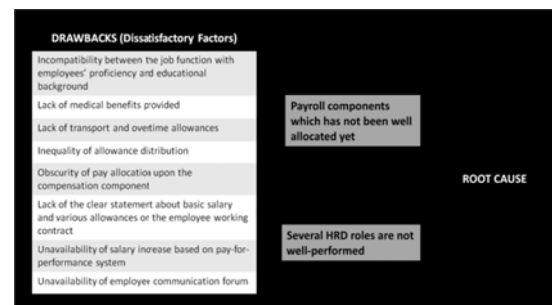 DRAWBACKS (Dissatisfactory Factors)
Incompatibility between the job function with
employees' proficiency and educational
background
Lack of medical benefits provided
Lack of transport and overtime allowances
Inequality of allowance distribution
Obscurity of pay allocation upon the
compensation component
Lack of the clear statement about basic salary
and various allowances or the employee working
contract
Unavailability of salary increase based on pay-for-
performance system
Unavailability of employer communication forum
Payroll components
which has not been well
allocated yet
Several HRD roles are not
well-performed
ROOT CAUSE